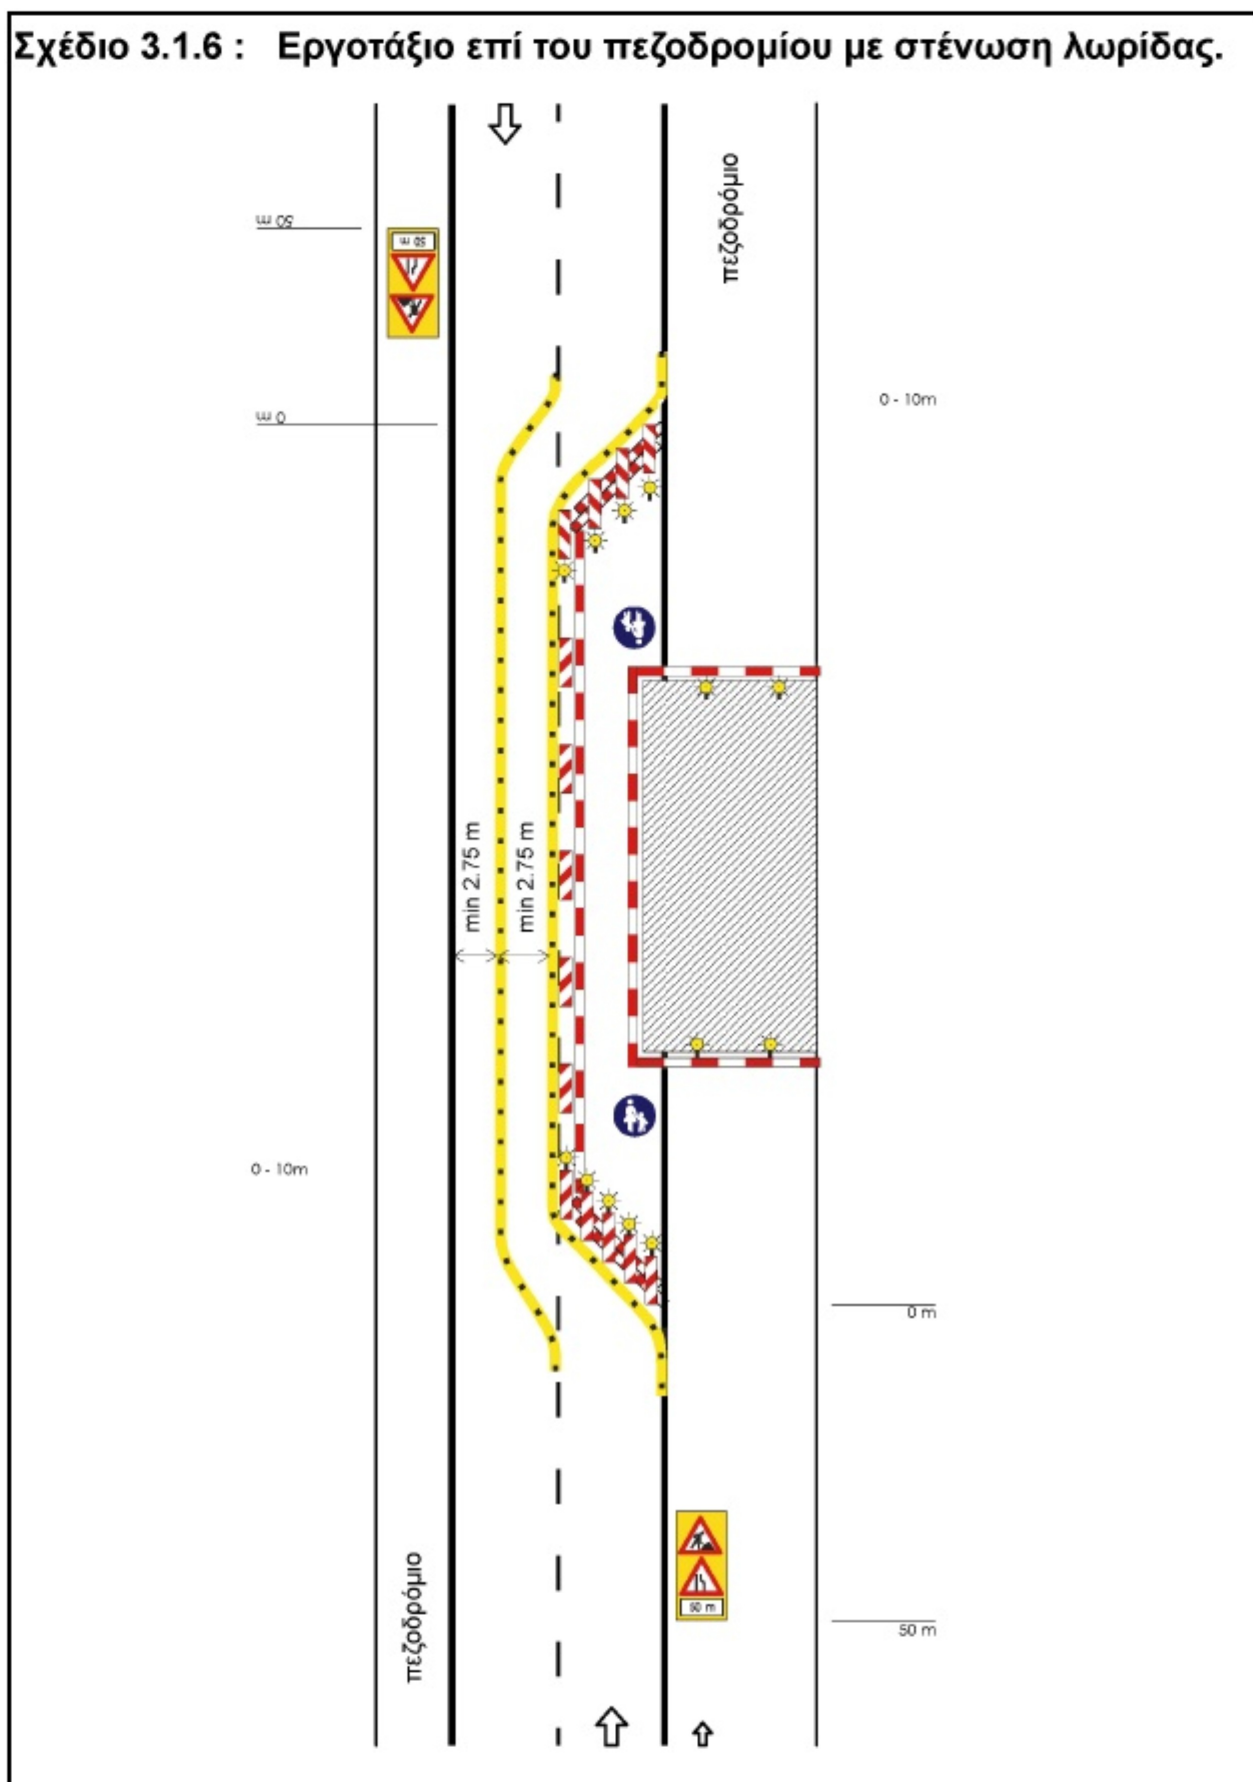 Σχέδιο 3.1.6 : Εργοτάξιο επί του πεζοδρομίου με στένωση λωρίδας.
πεζοδρόμιο
50 m
50 m
0 - 10m
0 m
min 2.75 m
min 2.75 m
0 - 10m
0 m
πεζοδρόμιο
50 m
50 m